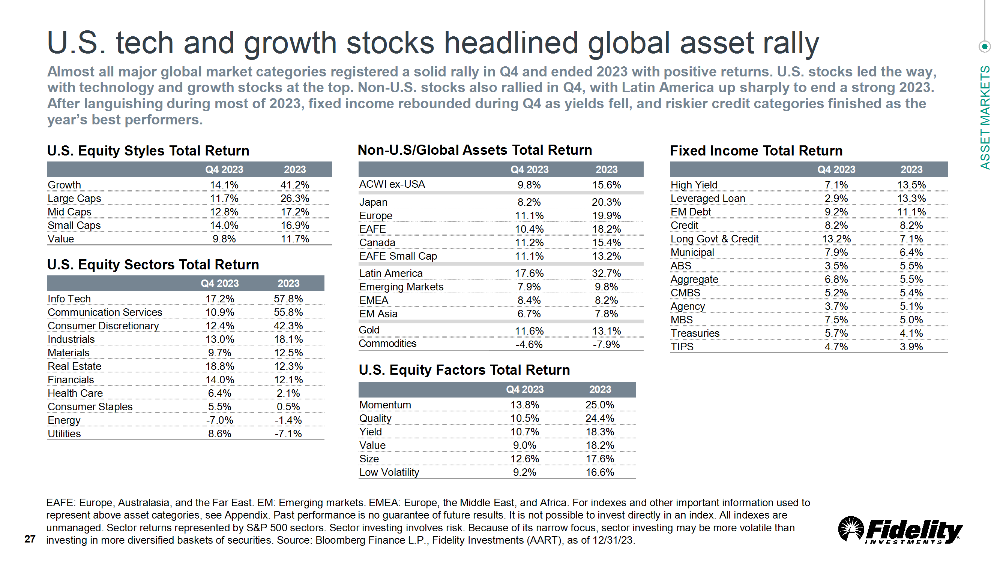 U.S. tech and growth stocks headlined global asset rally
Almost all major global market categories registered a solid rally in Q4 and ended 2023 with positive returns. U.S. stocks led the way,
with technology and growth stocks at the top. Non-U.S. stocks also rallied in Q4, with Latin America up sharply to end a strong 2023.
After languishing during most of 2023, fixed income rebounded during Q4 as yields fell, and riskier credit categories finished as the
year’s best performers.
ASSET MARKETS
U.S. Equity Styles Total Return
Q4 2023 2023
Growth 14.1% 41.2%
Large Caps 11.7% 26.3%
Mid Caps 12.8% 17.2%
Small Caps 14.0% 16.9%
Value 9.8% 11.7%
U.S. Equity Sectors Total Return
Q4 2023 2023
Info Tech 17.2% 57.8%
Communication Services 10.9% 55.8%
Consumer Discretionary 12.4% 42.3%
Industrials 13.0% 18.1%
Materials 9.7% 12.5%
Real Estate 18.8% 12.3%
Financials 14.0% 12.1%
Health Care 6.4% 2.1%
Consumer Staples 5.5% 0.5%
Energy -7.0% -1.4%
Utilities 8.6% -7.1%
Non-U.S/Global Assets Total Return
Q4 2023 2023
ACWI ex-USA 9.8% 15.6%
Japan 8.2% 20.3%
Europe 11.1% 19.9%
EAFE 10.4% 18.2%
Canada 11.2% 15.4%
EAFE Small Cap 11.1% 13.2%
Latin America 17.6% 32.7%
Emerging Markets 7.9% 9.8%
EMEA 8.4% 8.2%
EM Asia 6.7% 7.8%
Gold 11.6% 13.1%
Commodities -4.6% -7.9%
U.S. Equity Factors Total Return
Q4 2023 2023
Momentum 13.8% 25.0%
Quality 10.5% 24.4%
Yield 10.7% 18.3%
Value 9.0% 18.2%
Size 12.6% 17.6%
Low Volatility 9.2% 16.6%
Fixed Income Total Return
Q4 2023 2023
High Yield 7.1% 13.5%
Leveraged Loan 2.9% 13.3%
EM Debt 9.2% 11.1%
Credit 8.2% 8.2%
Long Govt & Credit 13.2% 7.1%
Municipal 7.9% 6.4%
ABS 3.5% 5.5%
Aggregate 6.8% 5.5%
CMBS 5.2% 5.4%
Agency 3.7% 5.1%
MBS 7.5% 5.0%
Treasuries 5.7% 4.1%
TIPS 4.7% 3.9%
EAFE: Europe, Australasia, and the Far East. EM: Emerging markets. EMEA: Europe, the Middle East, and Africa. For indexes and other important information used to
represent above asset categories, see Appendix. Past performance is no guarantee of future results. It is not possible to invest directly in an index. All indexes are
unmanaged. Sector returns represented by S&P 500 sectors. Sector investing involves risk. Because of its narrow focus, sector investing may be more volatile than
investing in more diversified baskets of securities. Source: Bloomberg Finance L.P., Fidelity Investments (AART), as of 12/31/23.
27
Fidelity ®
INVESTMENTS